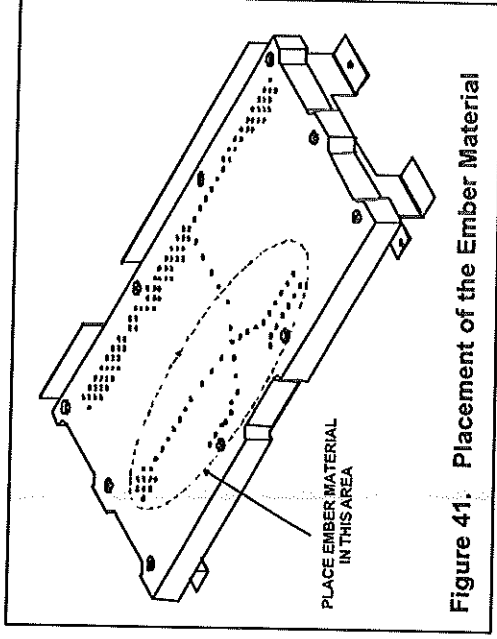 PLACE EMBER MATERIAL
IN THIS AREA
Figure 41. Placement of the Ember Material